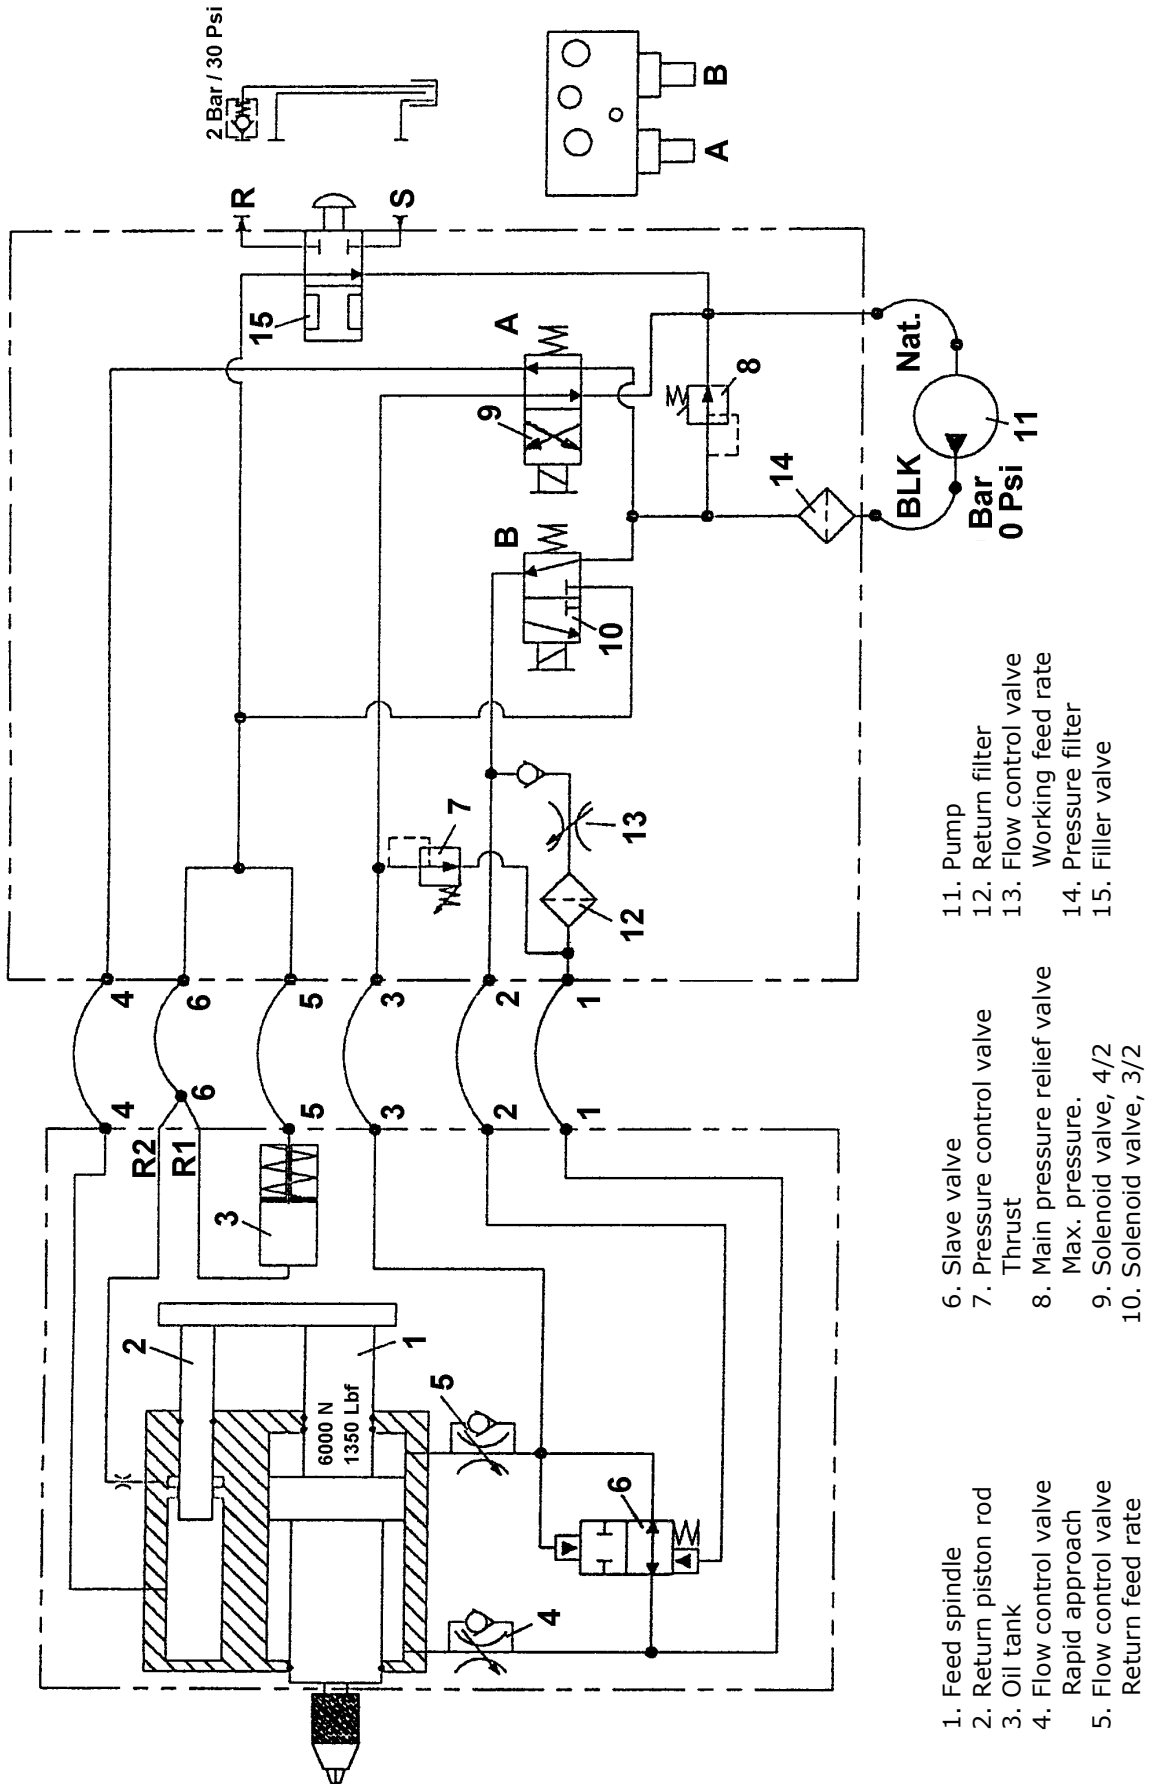 2 Bar / 30 Psi
R
S
15
A
B
A
9
B
10
8
14
Nat.
BLK
Bar
0 Psi
11
7
13
12
4
6
5
3
2
1
4
6
5
3
2
1
R2
R1
3
2
1
6000 N
1350 Lbf
5
6
4
1. Feed spindle
2. Return piston rod
3. Oil tank
4. Flow control valve
Rapid approach
5. Flow control valve
Return feed rate
6. Slave valve
7. Pressure control valve
Thrust
8. Main pressure relief valve
Max. pressure.
9. Solenoid valve, 4/2
10. Solenoid valve, 3/2
11. Pump
12. Return filter
13. Flow control valve
Working feed rate
14. Pressure filter
15. Filler valve